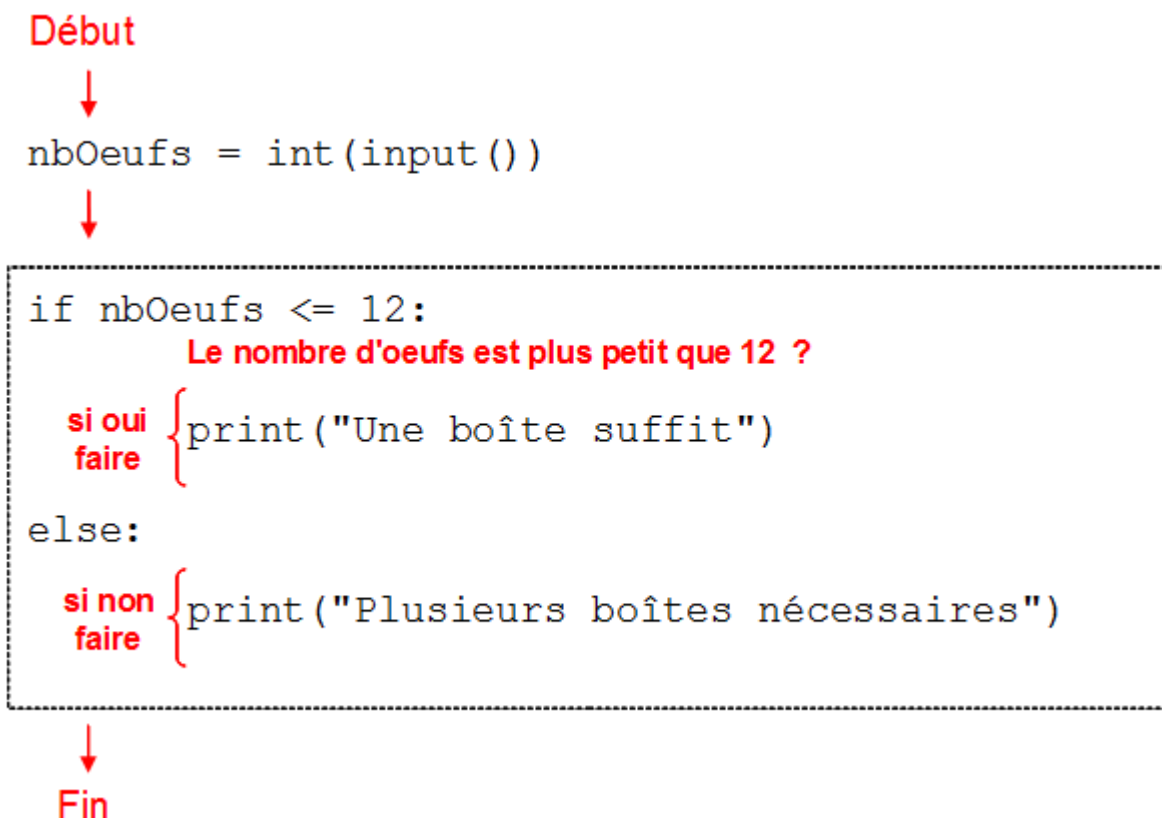 Début
nbOeufs = int(input())
if nbOeufs <= 12:
Le nombre d'oeufs est plus petit que 12 ?
si oui
faire
print("Une boîte suffit")
else:
si non
faire
print("Plusieurs boîtes nécessaires")
Fin